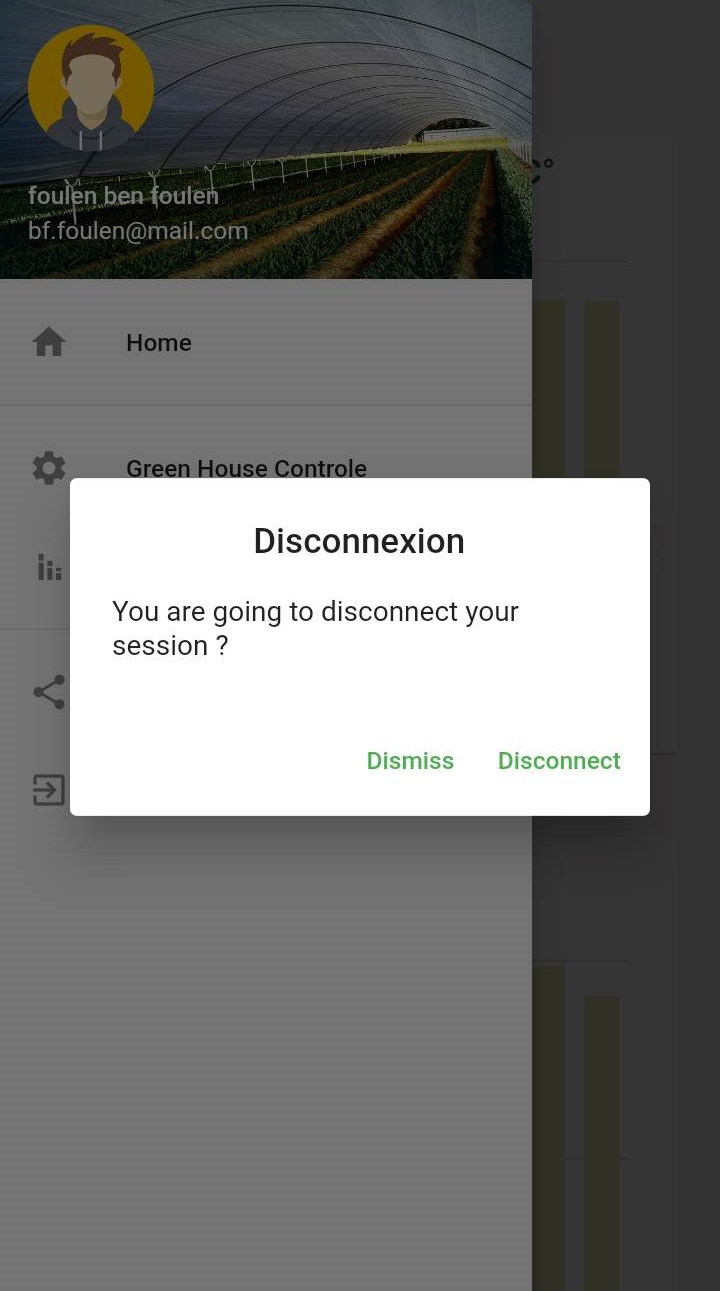 foulen ben foulen
bf.foulen@mail.com
Home
Green House Controle
Disconnexion
You are going to disconnect your
session ?
Dismiss
Disconnect